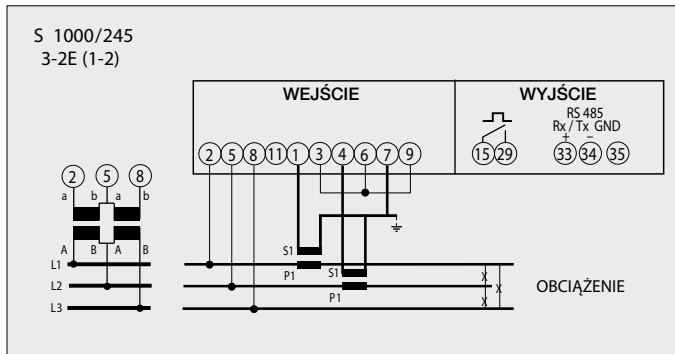 S 1000/245
3-2E (1-2)
WEJŚCIE
WYJŚCIE
RS 485
Rx / Tx GND
+ –
2 5 8 11 1 3 4 6 7 9
15 29 33 34 35
2 5 8
a b a b
A B A B
S1
P1
S1
P1
L1
L2
L3
X X X
OBCIĄŻENIE